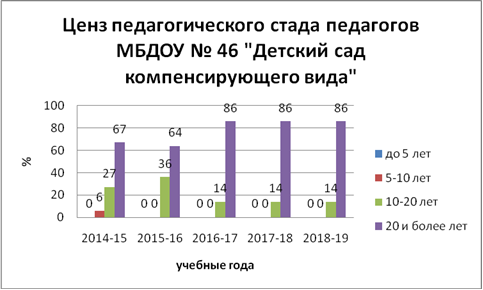 Ценз педагогического стада педагогов
МБДОУ № 46 "Детский сад
компенсирующего вида"
100
80
60
40
20
0
%
0 6 27 67
0 0 36 64
0 0 14 86
0 0 14 86
0 0 14 86
2014-15 2015-16 2016-17 2017-18 2018-19
учебные года
до 5 лет
5-10 лет
10-20 лет
20 и более лет